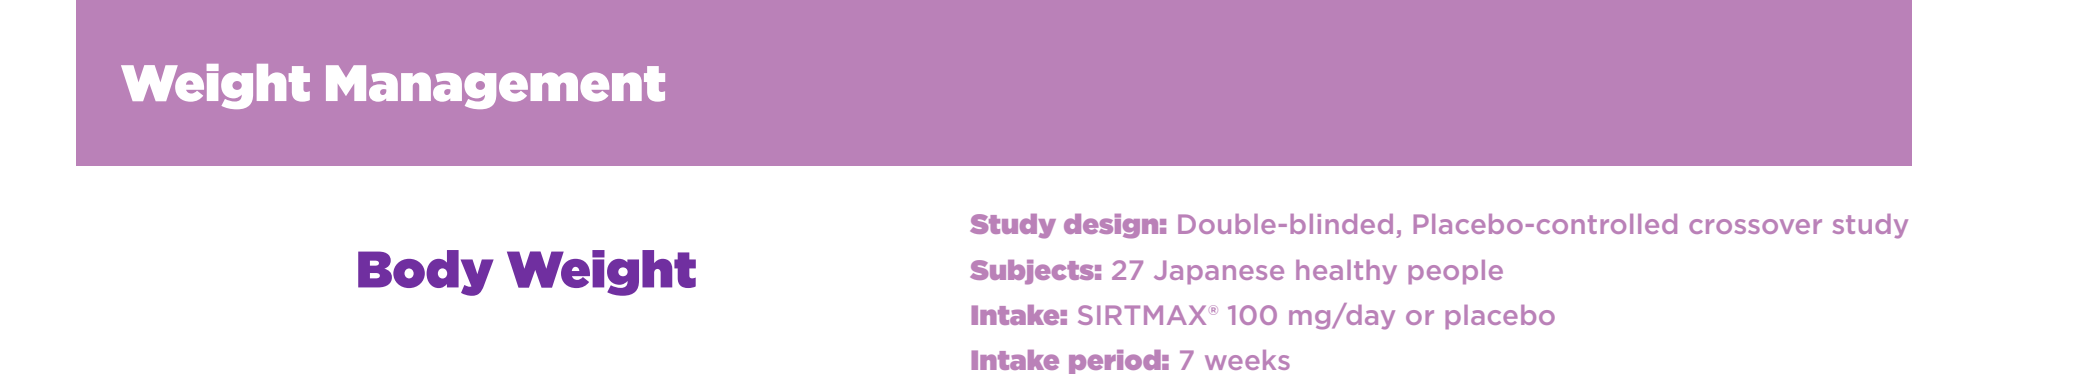 Weight Management
Body Weight
Study design: Double-blinded, Placebo-controlled crossover study
Subjects: 27 Japanese healthy people
Intake: SIRTMAX® 100 mg/day or placebo
Intake period: 7 weeks